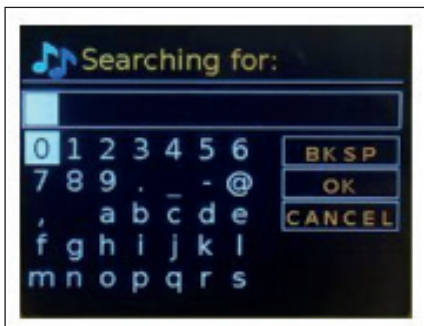 Searching for:
0 1 2 3 4 5 6 BKSP
7 8 9 . _ - @ OK
, a b c d e CANCEL
f g h i j k l
m n o p q r s